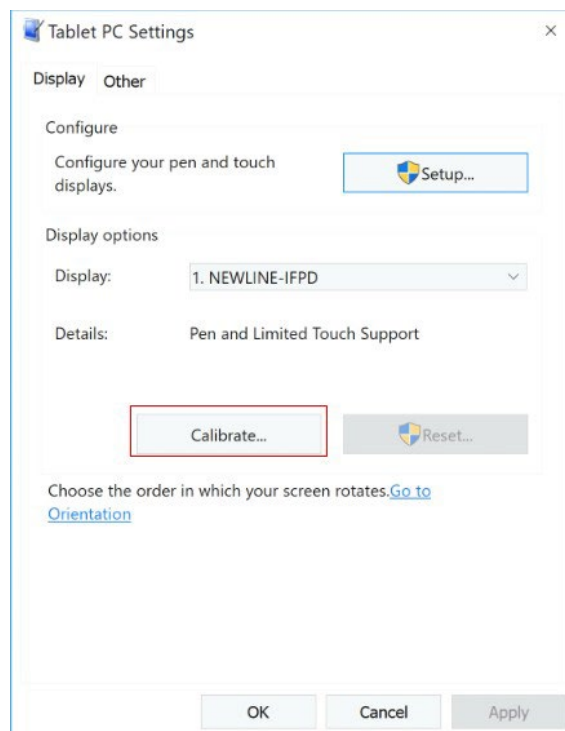 Tablet PC Settings
Display Other
Configure
Configure your pen and touch
displays.
Setup...
Display options
Display: 1. NEWLINE-IFPD
Details: Pen and Limited Touch Support
Calibrate... Reset...
Choose the order in which your screen rotates.Go to
Orientation
OK Cancel Apply